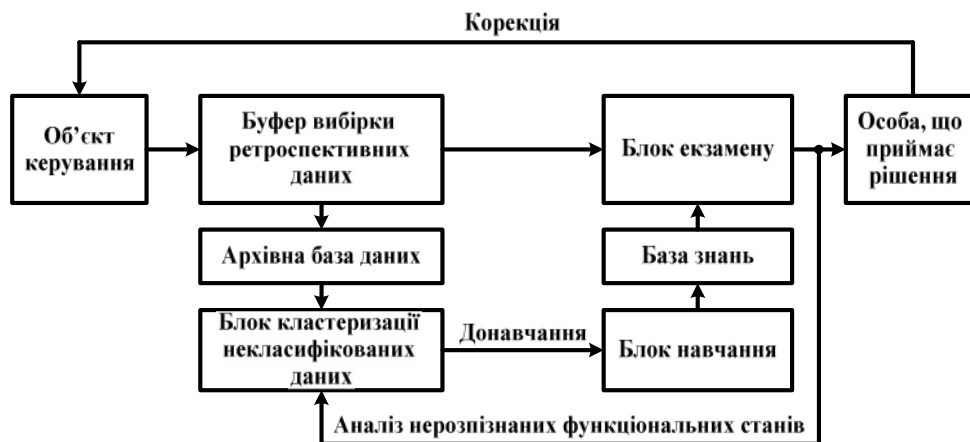 Корекція
Об’єкт
керування
Буфер вибірки
ретроспективних
даних
Блок екзамену
Особа, що
приймає
рішення
Архівна база даних
База знань
Блок кластеризації
некласифікованих
даних
Донавчання
Блок навчання
Аналіз нерозпізнаних функціональних станів